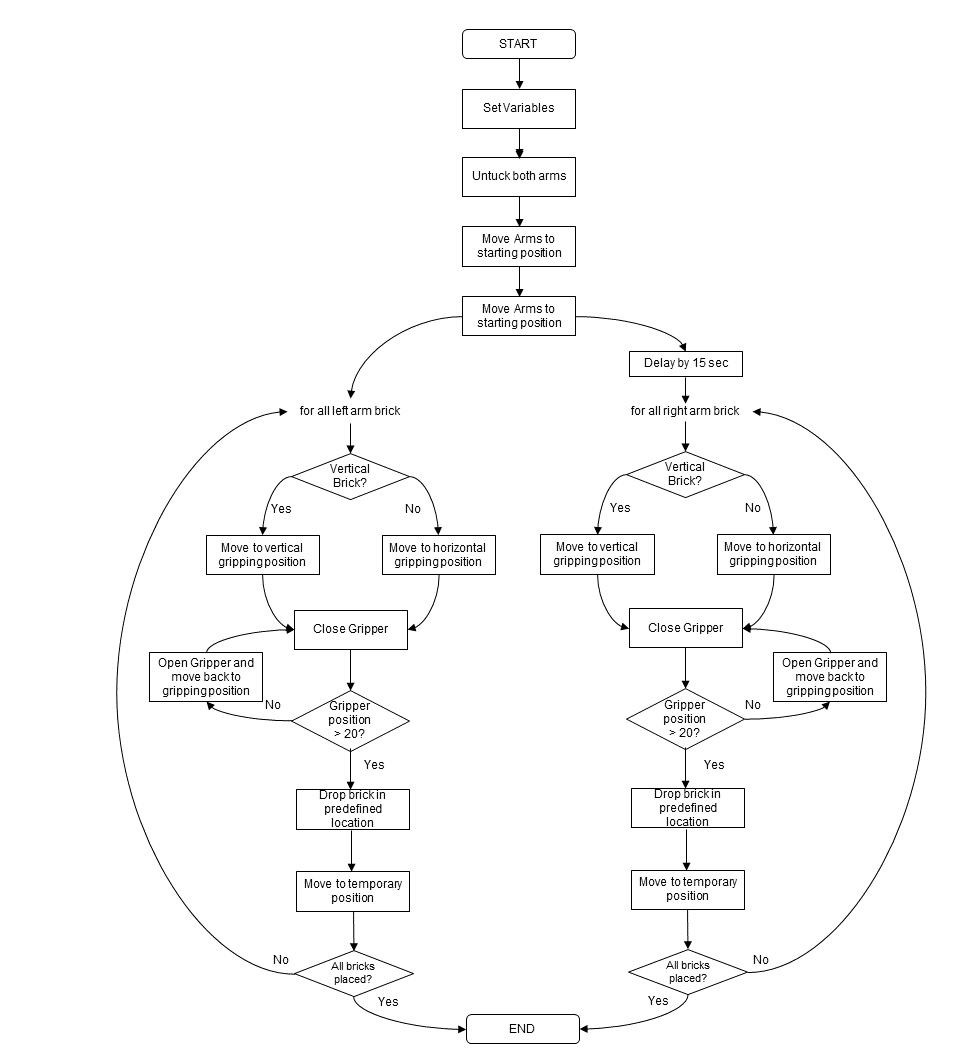 START
Set Variables
Untuck both arms
Move Arms to
starting position
Move Arms to
starting position
Delay by 15 sec
for all left arm brick
for all right arm brick
Vertical
Brick?
Vertical
Brick?
Yes
No
Yes
No
Move to vertical
gripping position
Move to horizontal
gripping position
Move to vertical
gripping position
Move to horizontal
gripping position
Close Gripper
Close Gripper
Open Gripper and
move back to
gripping position
Open Gripper and
move back to
gripping position
No
Gripper
position
> 20?
Gripper
position
> 20?
No
Yes
Yes
Drop brick in
predefined
location
Drop brick in
predefined
location
Move to temporary
position
Move to temporary
position
No
All bricks
placed?
All bricks
placed?
No
Yes
Yes
END